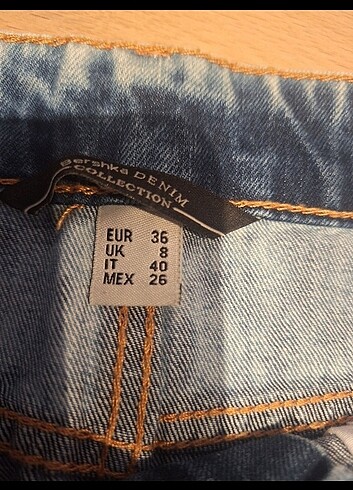 Bershka DENIM
COLLECTION
EUR 36
UK 8
IT 40
MEX 26